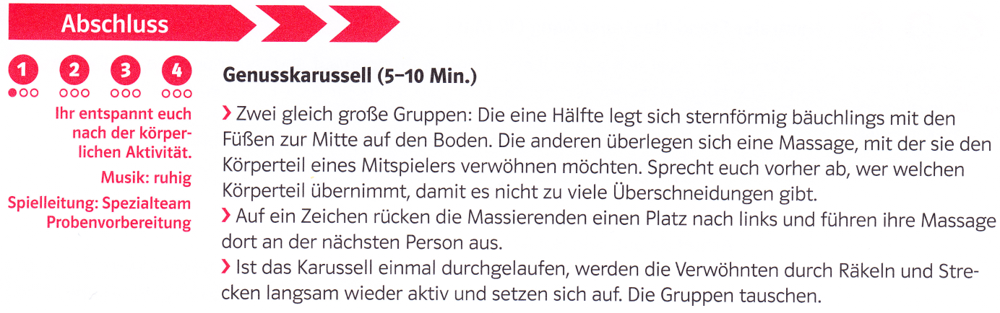 Abschluss
1 2 3 4
Ihr entspannt euch
nach der körper-
lichen Aktivität.
Musik: ruhig
Spielleitung: Spezialteam
Probenvorbereitung
Genusskarussell (5–10 Min.)
❯ Zwei gleich große Gruppen: Die eine Hälfte legt sich sternförmig bäuchlings mit den
Füßen zur Mitte auf den Boden. Die anderen überlegen sich eine Massage, mit der sie den
Körperteil eines Mitspielers verwöhnen möchten. Sprecht euch vorher ab, wer welchen
Körperteil übernimmt, damit es nicht zu viele Überschneidungen gibt.
❯ Auf ein Zeichen rücken die Massierenden einen Platz nach links und führen ihre Massage
dort an der nächsten Person aus.
❯ Ist das Karussell einmal durchgelaufen, werden die Verwöhnten durch Räkeln und Stre-
cken langsam wieder aktiv und setzen sich auf. Die Gruppen tauschen.